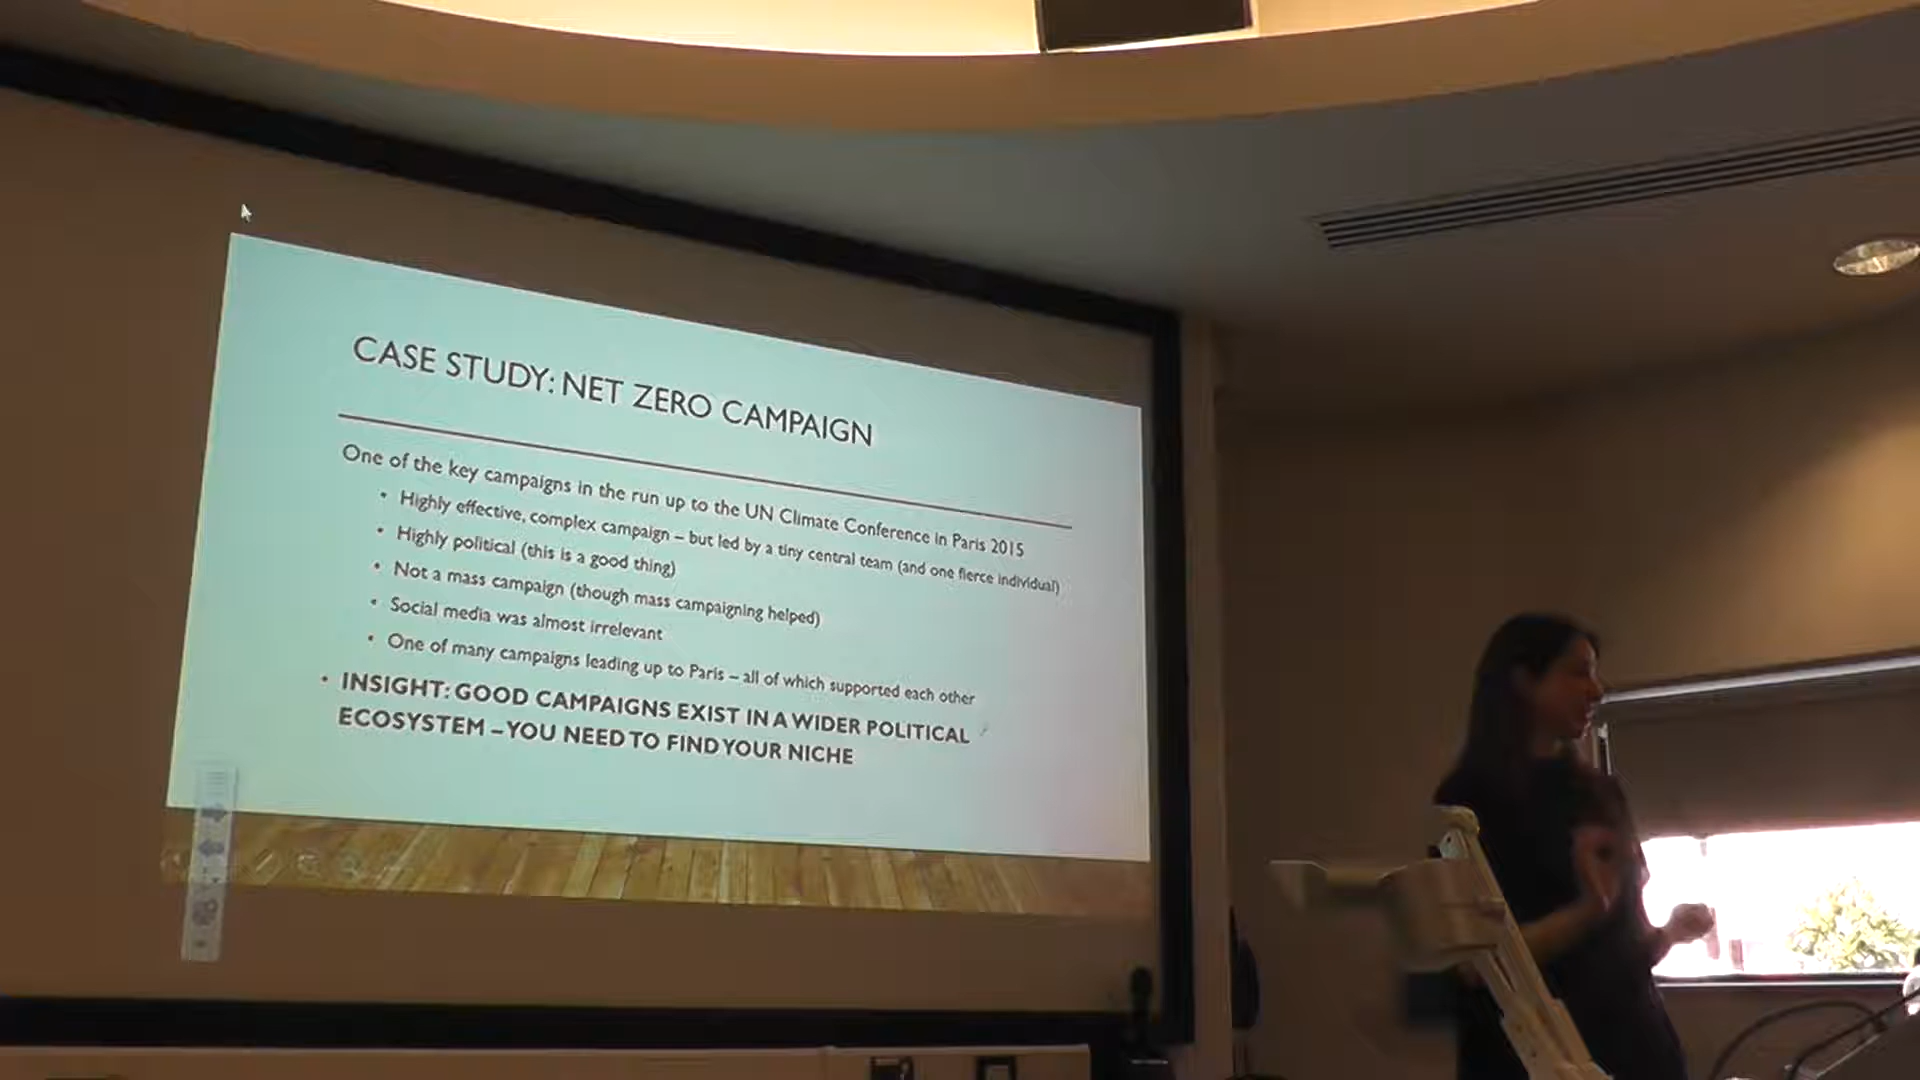 CASE STUDY: NET ZERO CAMPAIGN
One of the key campaigns in the run up to the UN Climate Conference in Paris 2015
• Highly effective, complex campaign – but led by a tiny central team (and one fierce individual)
• Highly political (this is a good thing)
• Not a mass campaign (though mass campaigning helped)
• Social media was almost irrelevant
• One of many campaigns leading up to Paris – all of which supported each other
• INSIGHT: GOOD CAMPAIGNS EXIST IN A WIDER POLITICAL
ECOSYSTEM – YOU NEED TO FIND YOUR NICHE